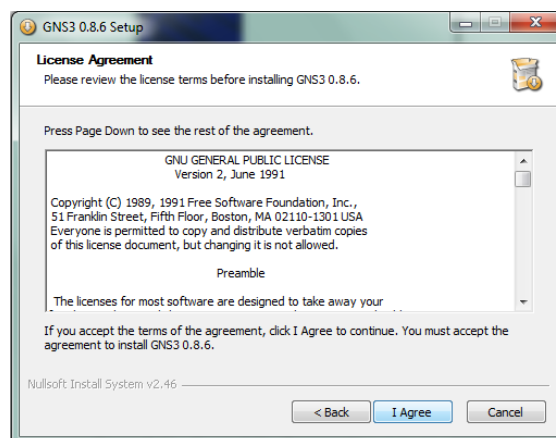 GNS3 0.8.6 Setup
License Agreement
Please review the license terms before installing GNS3 0.8.6.
Press Page Down to see the rest of the agreement.
GNU GENERAL PUBLIC LICENSE
Version 2, June 1991
Copyright (C) 1989, 1991 Free Software Foundation, Inc.,
51 Franklin Street, Fifth Floor, Boston, MA 02110-1301 USA
Everyone is permitted to copy and distribute verbatim copies
of this license document, but changing it is not allowed.
Preamble
The licenses for most software are designed to take away your
If you accept the terms of the agreement, click I Agree to continue. You must accept the
agreement to install GNS3 0.8.6.
Nullsoft Install System v2.46
< Back
I Agree
Cancel